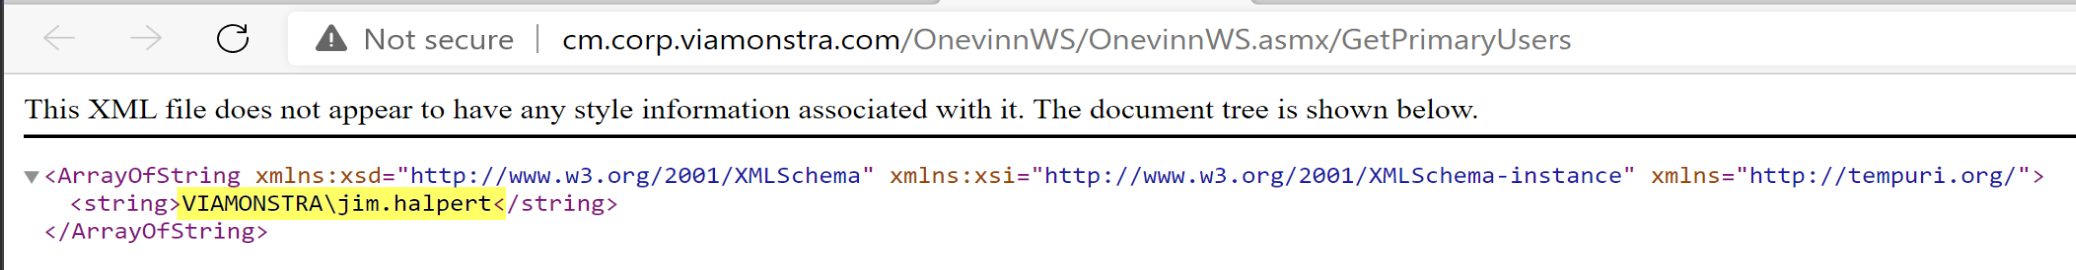 Not secure | cm.corp.viamonstra.com/OnevinnWS/OnevinnWS.asmx/GetPrimaryUsers
This XML file does not appear to have any style information associated with it. The document tree is shown below.
▼<ArrayOfString xmlns:xsd="http://www.w3.org/2001/XMLSchema" xmlns:xsi="http://www.w3.org/2001/XMLSchema-instance" xmlns="http://tempuri.org/">
<string>VIAMONSTRA\jim.halpert</string>
</ArrayOfString>